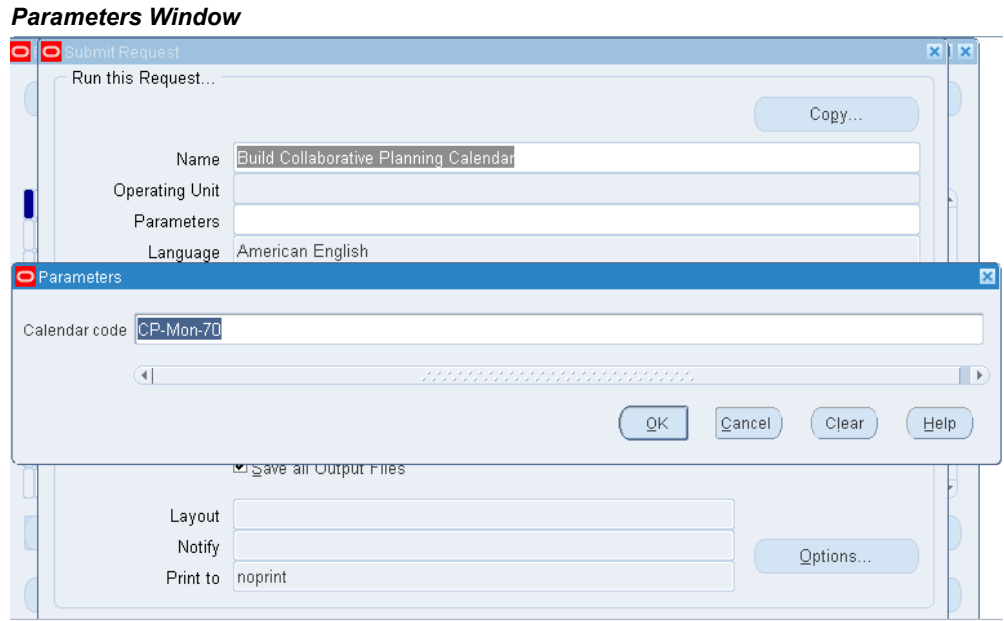 Parameters Window
Submit Request
Run this Request...
Copy...
Name Build Collaborative Planning Calendar
Operating Unit
Parameters
Language American English
Parameters
Calendar code CP-Mon-70
OK Cancel Clear Help
Save all Output Files
Layout
Notify
Options...
Print to noprint